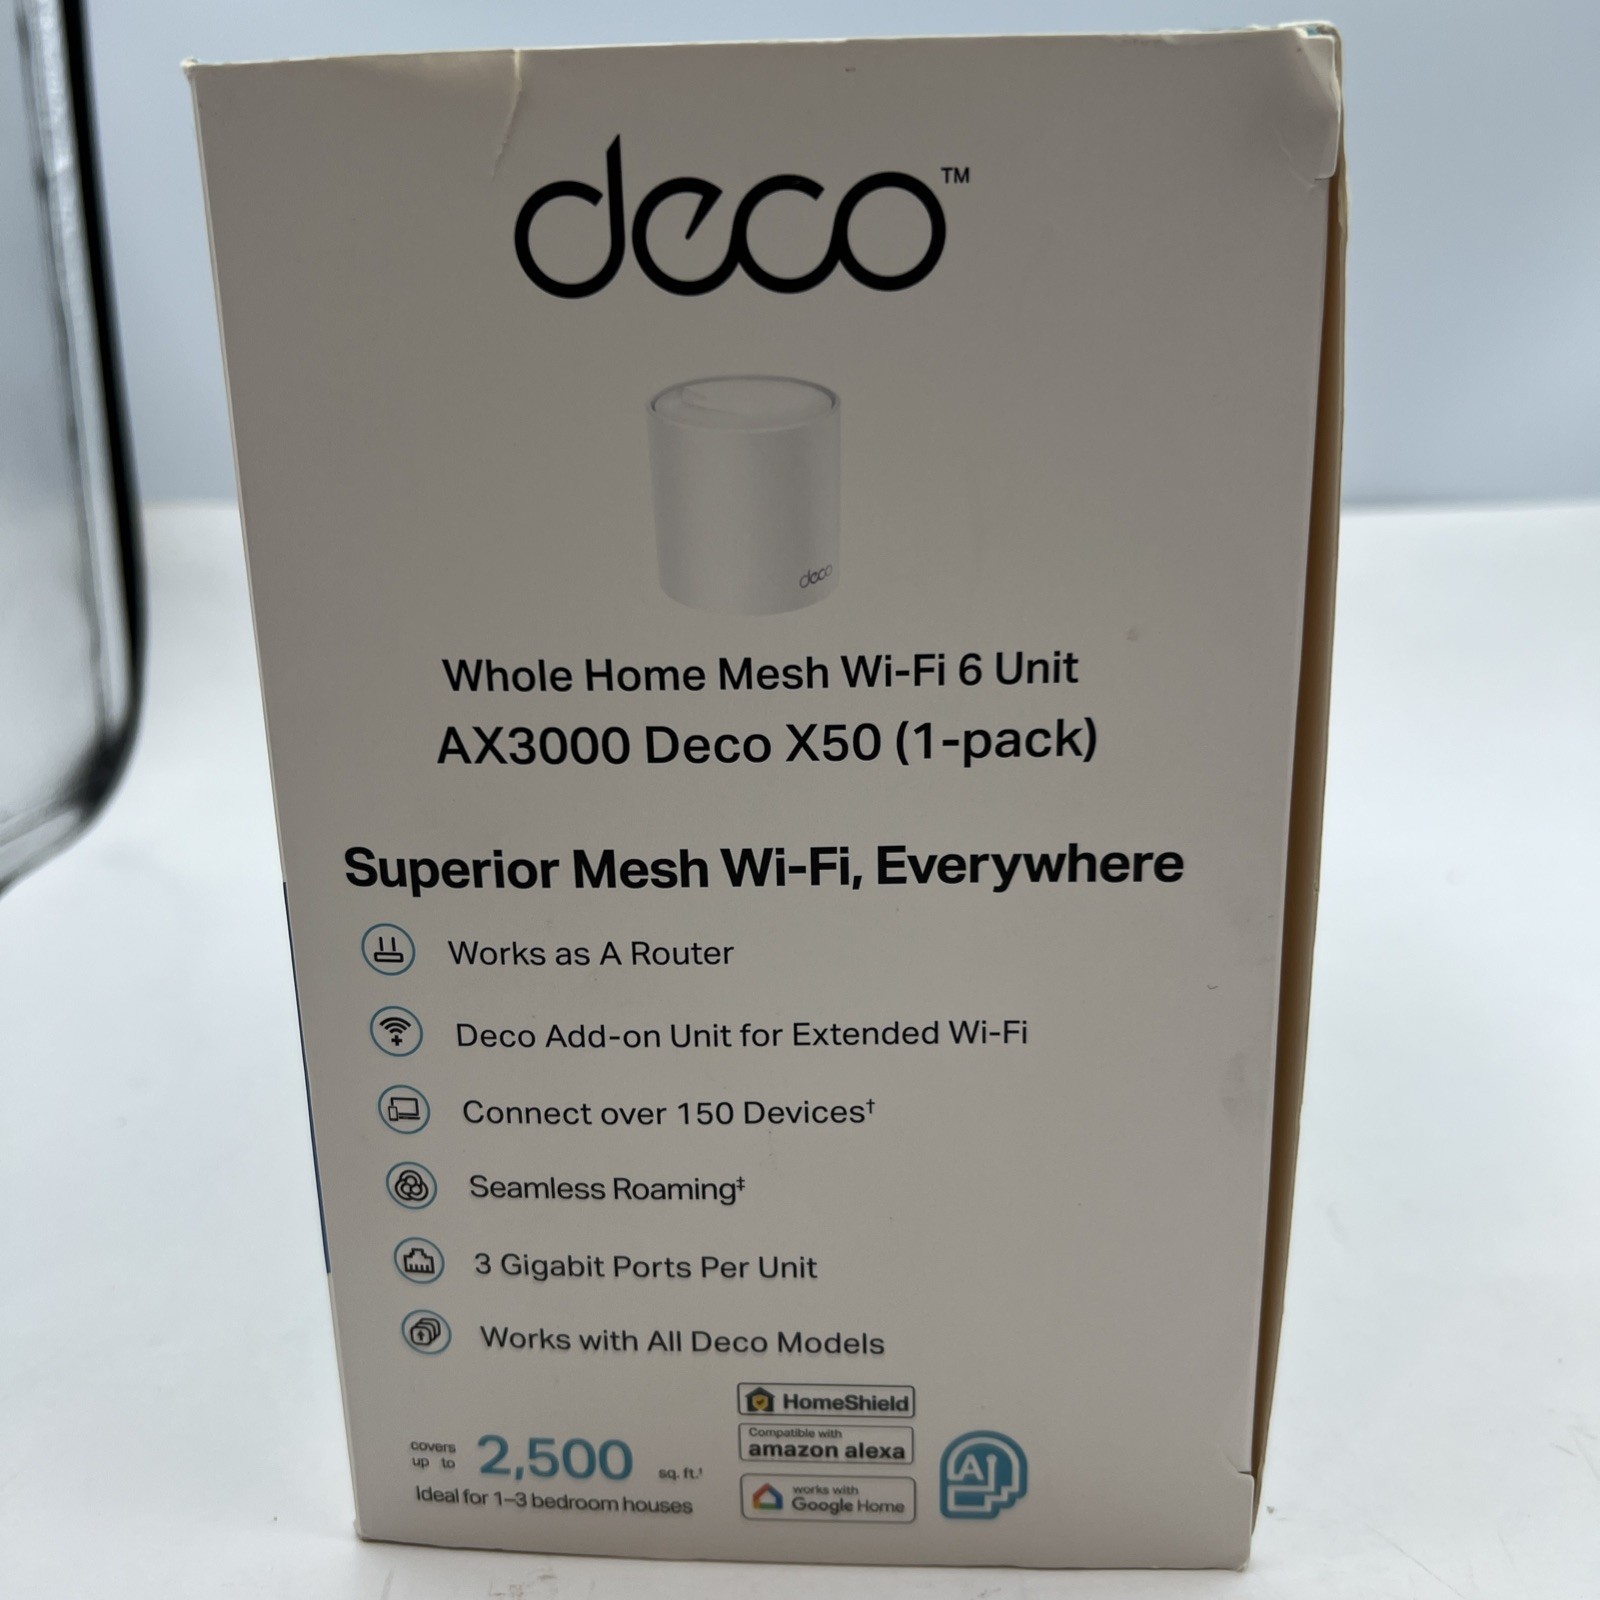 deco™
deco
Whole Home Mesh Wi-Fi 6 Unit
AX3000 Deco X50 (1-pack)
Superior Mesh Wi-Fi, Everywhere
Works as A Router
Deco Add-on Unit for Extended Wi-Fi
Connect over 150 Devices†
Seamless Roaming‡
3 Gigabit Ports Per Unit
Works with All Deco Models
covers
up to
2,500
sq. ft.¹
Ideal for 1–3 bedroom houses
HomeShield
Compatible with
amazon alexa
works with
Google Home
AI